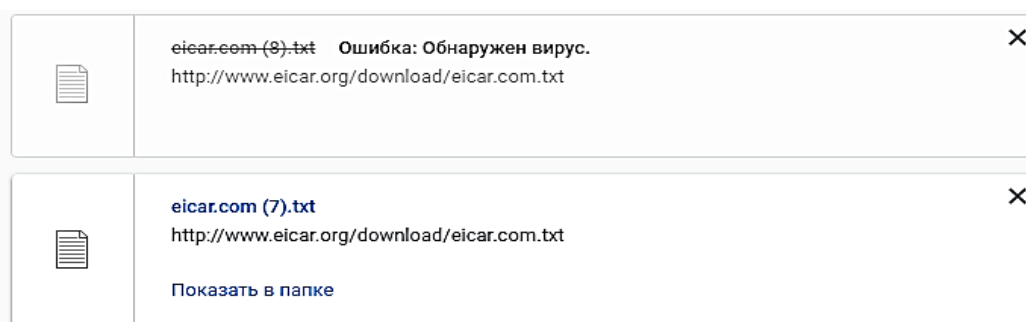 eicar.com (8).txt Ошибка: Обнаружен вирус.
http://www.eicar.org/download/eicar.com.txt
eicar.com (7).txt
http://www.eicar.org/download/eicar.com.txt
Показать в папке